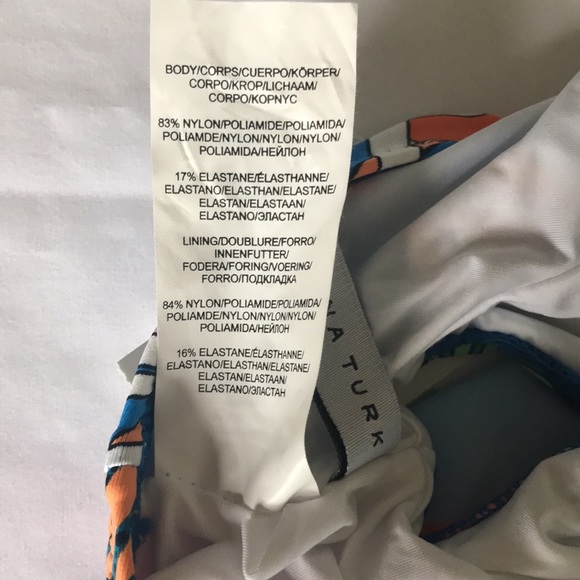 BODY/CORPS/CUERPO/KÖRPER/
CORPO/KROP/LICHAAM/
CORPO/КОРПУС
83% NYLON/POLIAMIDE/POLIAMIDA/
POLIAMDE/NYLON/NYLON/NYLON/
POLIAMIDA/НЕЙЛОН
17% ELASTANE/ÉLASTHANNE/
ELASTANO/ELASTHAN/ELASTANE/
ELASTAN/ELASTAAN/
ELASTANO/ЭЛАСТАН
LINING/DOUBLURE/FORRO/
INNENFUTTER/
FODERA/FORING/VOERING/
FORRO/ПОДКЛАДКА
84% NYLON/POLIAMIDE/POLIAMIDA/
POLIAMDE/NYLON/NYLON/NYLON/
POLIAMIDA/НЕЙЛОН
16% ELASTANE/ÉLASTHANNE/
ELASTANO/ELASTHAN/ELASTANE/
ELASTAN/ELASTAAN/
ELASTANO/ЭЛАСТАН
NATURK